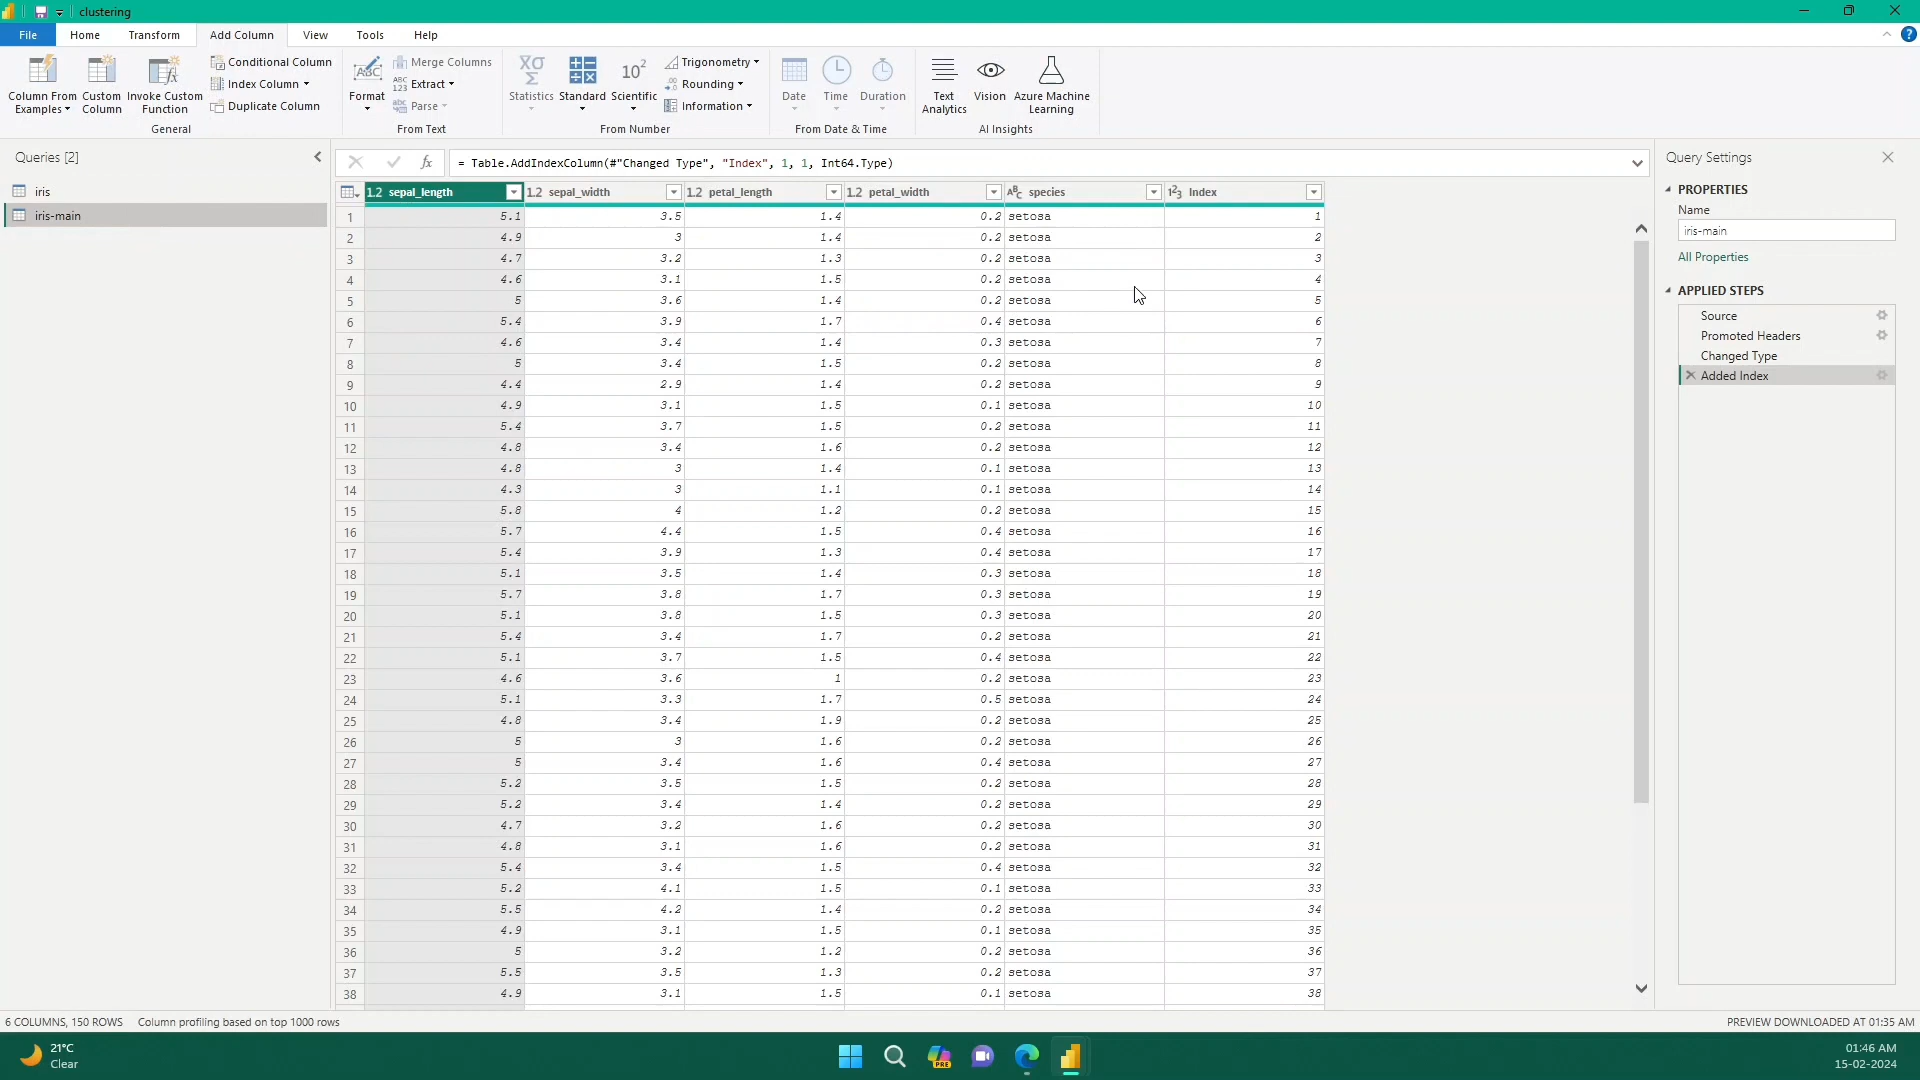 clustering
File Home Transform Add Column View Tools Help
Column From Examples
Custom Column
Invoke Custom Function
Conditional Column
Index Column
Duplicate Column
General
Format
Merge Columns
Extract
Parse
From Text
Statistics
Standard
Scientific
Trigonometry
Rounding
Information
From Number
Date
Time
Duration
From Date & Time
Text Analytics
Vision
Azure Machine Learning
AI Insights
Queries [2]
iris
iris-main
= Table.AddIndexColumn(#"Changed Type", "Index", 1, 1, Int64.Type)
1.2 sepal_length 1.2 sepal_width 1.2 petal_length 1.2 petal_width ABC species 123 Index
1 5.1 3.5 1.4 0.2 setosa 1
2 4.9 3 1.4 0.2 setosa 2
3 4.7 3.2 1.3 0.2 setosa 3
4 4.6 3.1 1.5 0.2 setosa 4
5 5 3.6 1.4 0.2 setosa 5
6 5.4 3.9 1.7 0.4 setosa 6
7 4.6 3.4 1.4 0.3 setosa 7
8 5 3.4 1.5 0.2 setosa 8
9 4.4 2.9 1.4 0.2 setosa 9
10 4.9 3.1 1.5 0.1 setosa 10
11 5.4 3.7 1.5 0.2 setosa 11
12 4.8 3.4 1.6 0.2 setosa 12
13 4.8 3 1.4 0.1 setosa 13
14 4.3 3 1.1 0.1 setosa 14
15 5.8 4 1.2 0.2 setosa 15
16 5.7 4.4 1.5 0.4 setosa 16
17 5.4 3.9 1.3 0.4 setosa 17
18 5.1 3.5 1.4 0.3 setosa 18
19 5.7 3.8 1.7 0.3 setosa 19
20 5.1 3.8 1.5 0.3 setosa 20
21 5.4 3.4 1.7 0.2 setosa 21
22 5.1 3.7 1.5 0.4 setosa 22
23 4.6 3.6 1 0.2 setosa 23
24 5.1 3.3 1.7 0.5 setosa 24
25 4.8 3.4 1.9 0.2 setosa 25
26 5 3 1.6 0.2 setosa 26
27 5 3.4 1.6 0.4 setosa 27
28 5.2 3.5 1.5 0.2 setosa 28
29 5.2 3.4 1.4 0.2 setosa 29
30 4.7 3.2 1.6 0.2 setosa 30
31 4.8 3.1 1.6 0.2 setosa 31
32 5.4 3.4 1.5 0.4 setosa 32
33 5.2 4.1 1.5 0.1 setosa 33
34 5.5 4.2 1.4 0.2 setosa 34
35 4.9 3.1 1.5 0.1 setosa 35
36 5 3.2 1.2 0.2 setosa 36
37 5.5 3.5 1.3 0.2 setosa 37
38 4.9 3.1 1.5 0.1 setosa 38
Query Settings
PROPERTIES
Name
iris-main
All Properties
APPLIED STEPS
Source
Promoted Headers
Changed Type
Added Index
6 COLUMNS, 150 ROWS Column profiling based on top 1000 rows PREVIEW DOWNLOADED AT 01:35 AM
21°C
Clear
PRE
01:46 AM
15-02-2024